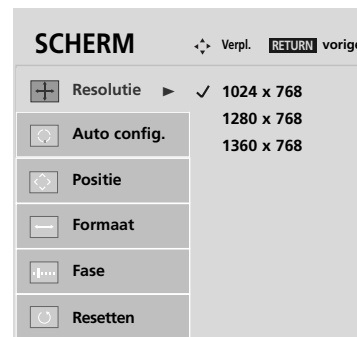 SCHERM
Verpl. RETURN vorige
Resolutie
1024 x 768
1280 x 768
1360 x 768
Auto config.
Positie
Formaat
Fase
Resetten